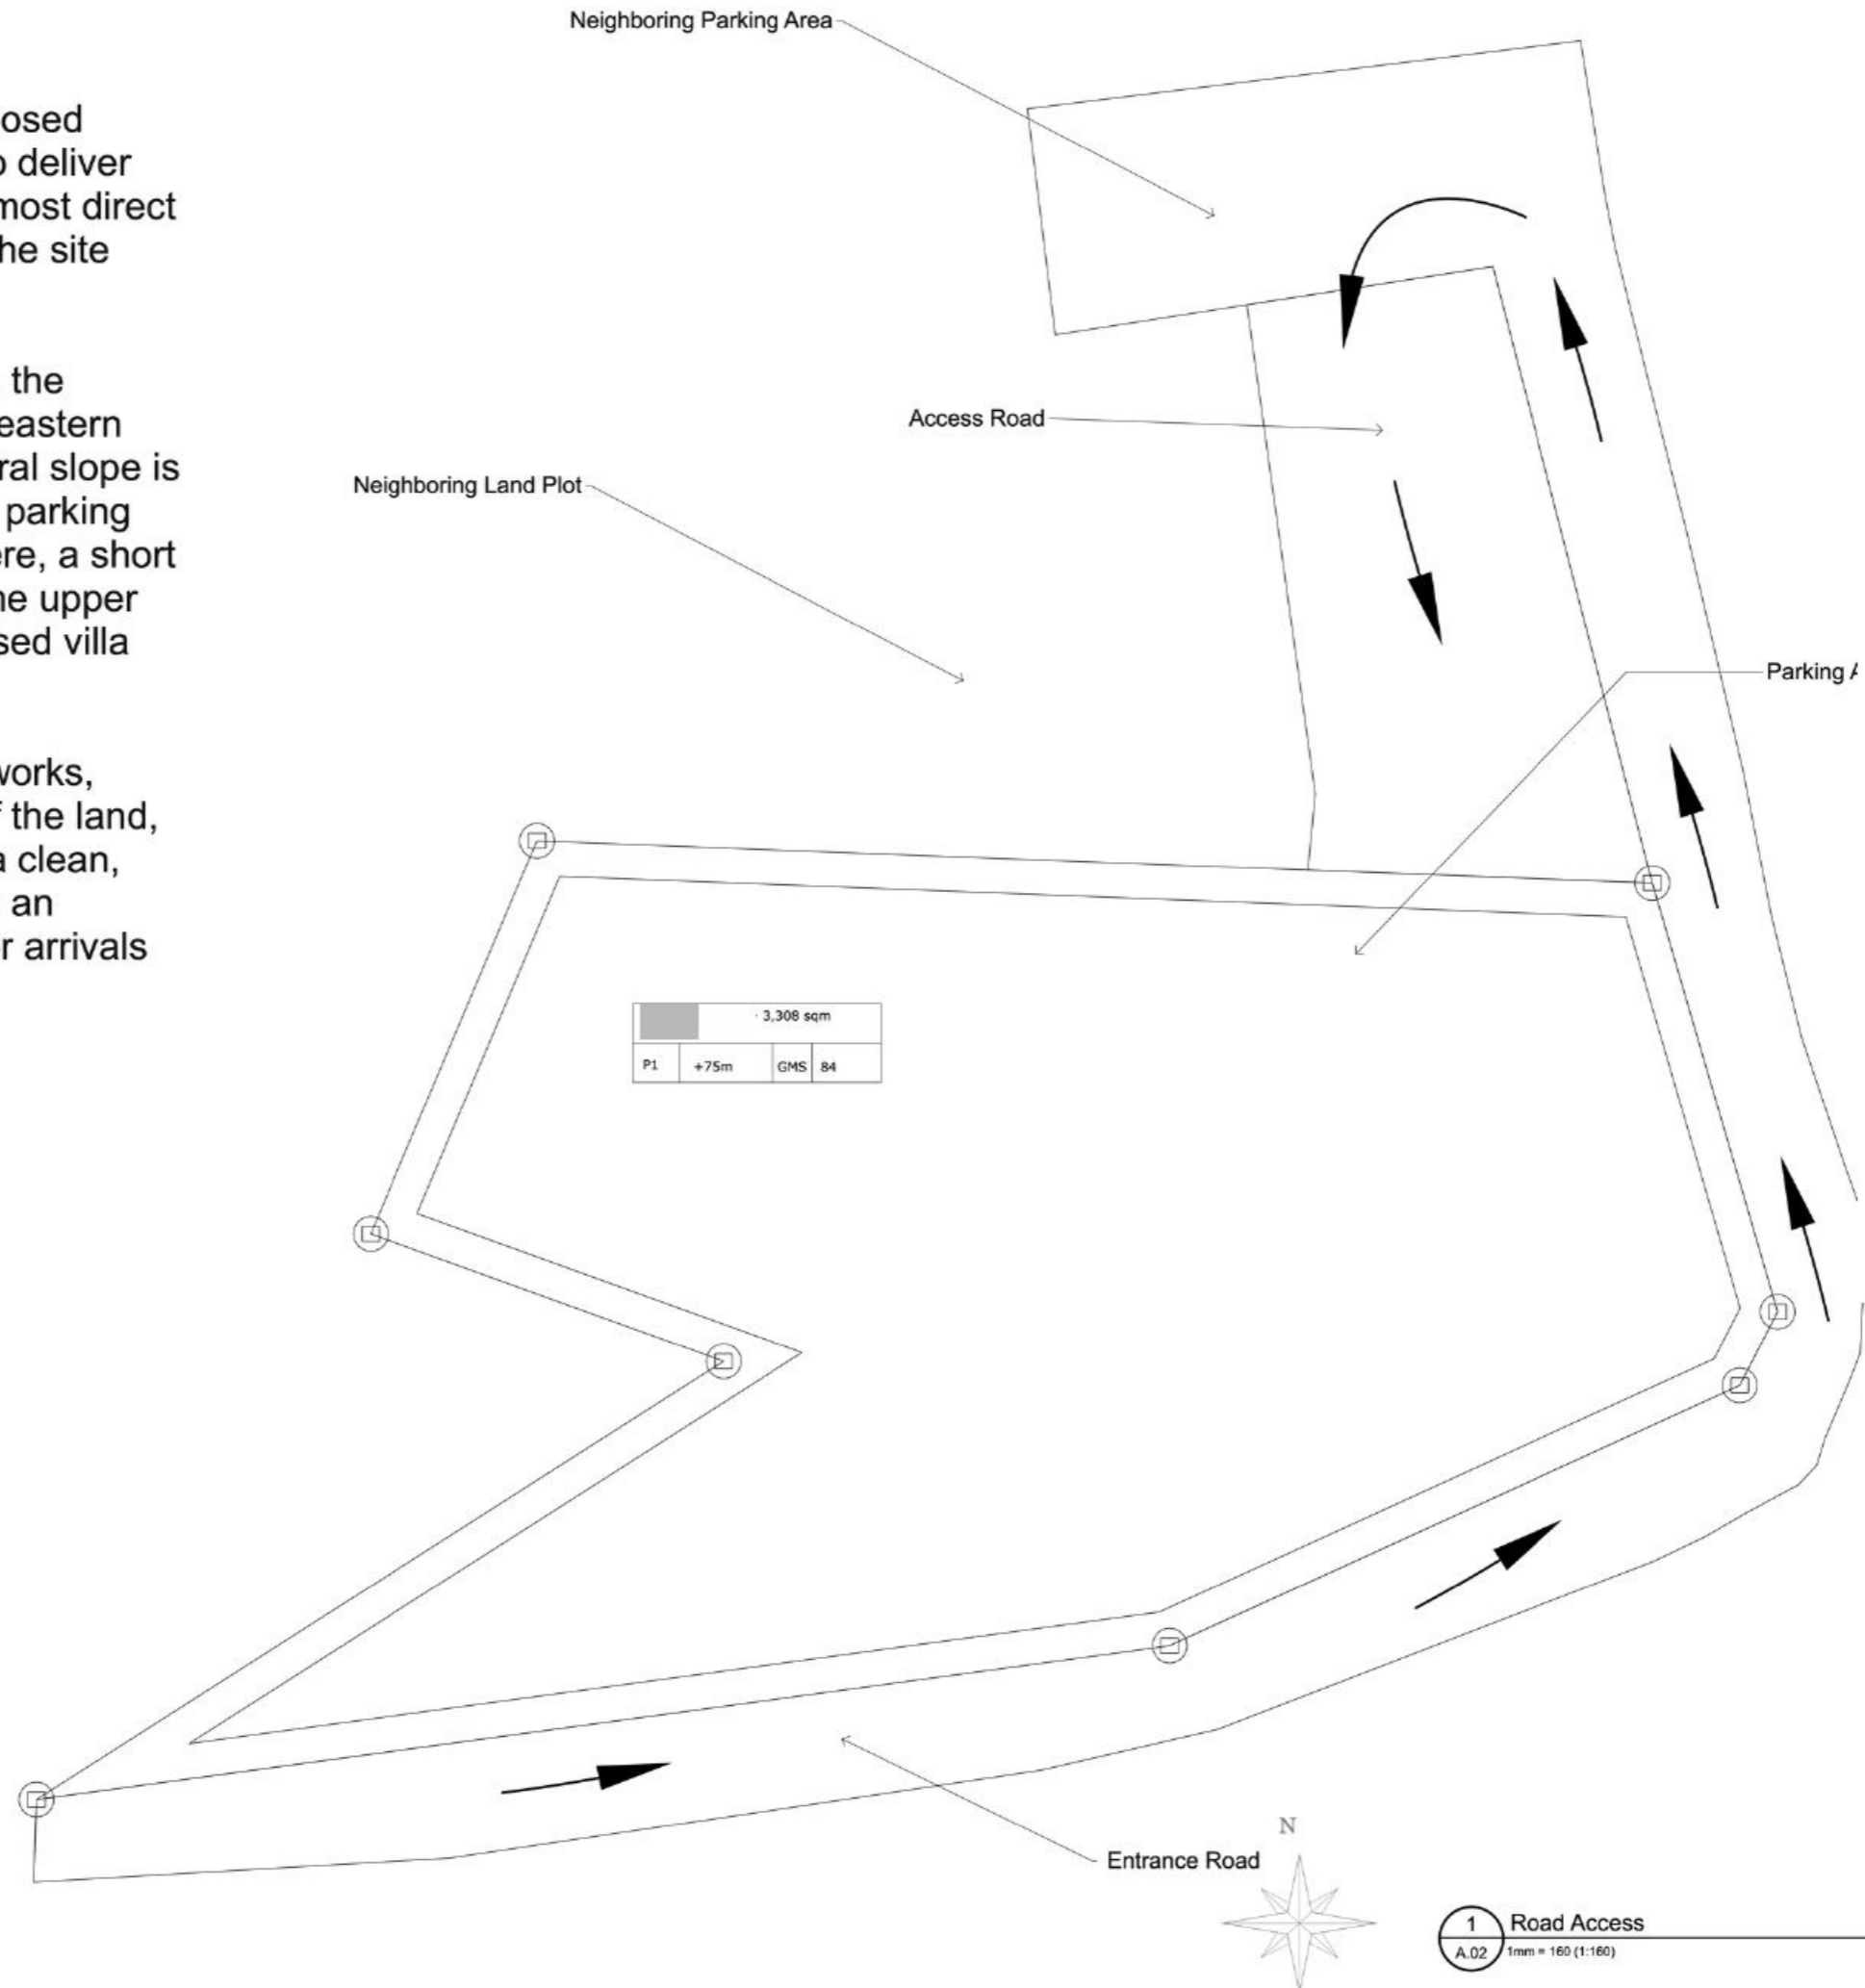 Neighboring Parking Area
osed
o deliver
most direct
he site
the
eastern
ral slope is
parking
ere, a short
he upper
sed villa
works,
f the land,
a clean,
an
r arrivals
Access Road
Neighboring Land Plot
Parking
3,308 sqm
P1 +75m GMS 84
Entrance Road
N
1 Road Access
A.02 1mm = 160 (1:160)